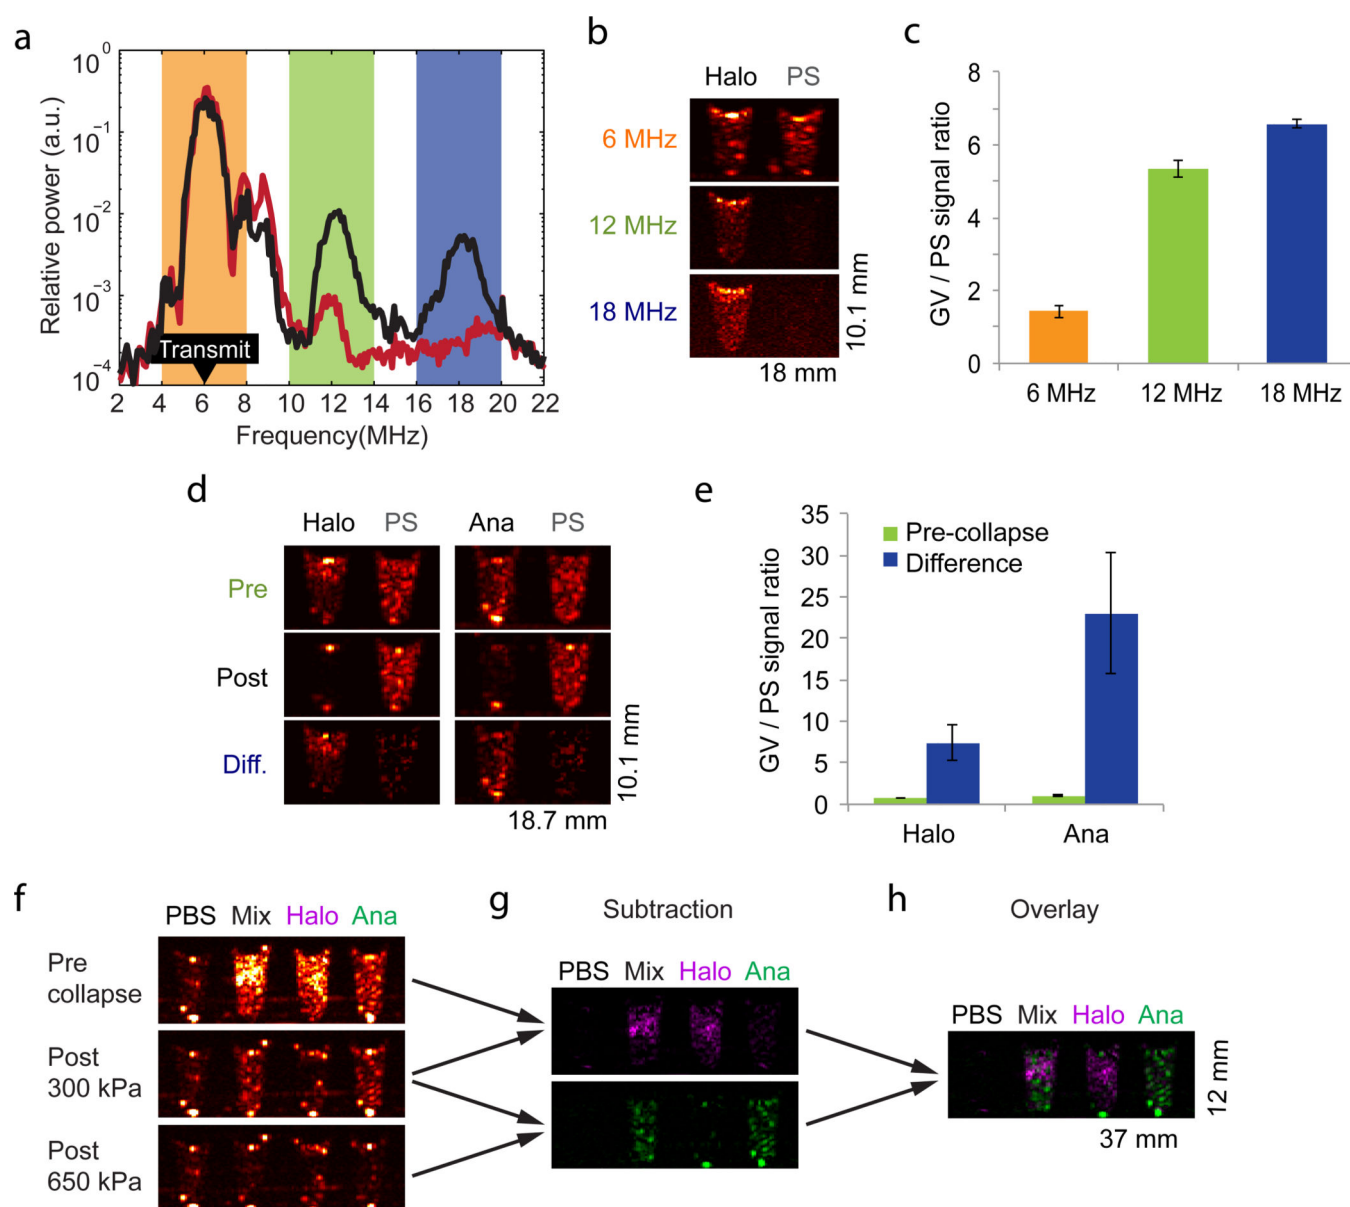 a
10^0
10^-1
10^-2
10^-3
10^-4
Relative power (a.u.)
Transmit
2 4 6 8 10 12 14 16 18 20 22
Frequency(MHz)
b
Halo PS
6 MHz
12 MHz
18 MHz
10.1 mm
18 mm
c
8
6
4
2
0
GV / PS signal ratio
6 MHz 12 MHz 18 MHz
d
Halo PS Ana PS
Pre
Post
Diff.
10.1 mm
18.7 mm
e
35
30
25
20
15
10
5
0
GV / PS signal ratio
Pre-collapse
Difference
Halo Ana
f
PBS Mix Halo Ana
Pre
collapse
Post
300 kPa
Post
650 kPa
g
Subtraction
PBS Mix Halo Ana
h
Overlay
PBS Mix Halo Ana
12 mm
37 mm